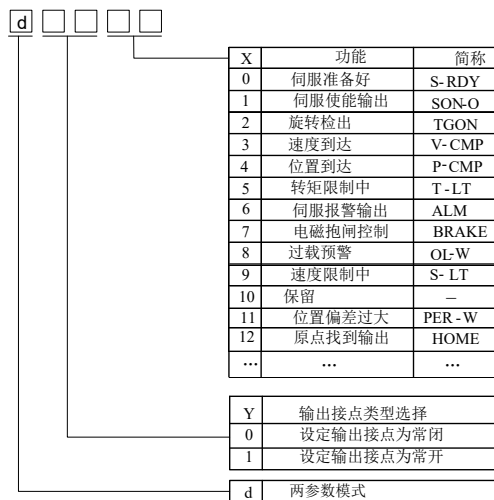 d
X 功能 简称
0 伺服准备好 S-RDY
1 伺服使能输出 SON-O
2 旋转检出 TGON
3 速度到达 V-CMP
4 位置到达 P-CMP
5 转矩限制中 T-LT
6 伺服报警输出 ALM
7 电磁抱闸控制 BRAKE
8 过载预警 OL-W
9 速度限制中 S-LT
10 保留 –
11 位置偏差过大 PER-W
12 原点找到输出 HOME
... ... ...
Y 输出接点类型选择
0 设定输出接点为常闭
1 设定输出接点为常开
d 两参数模式